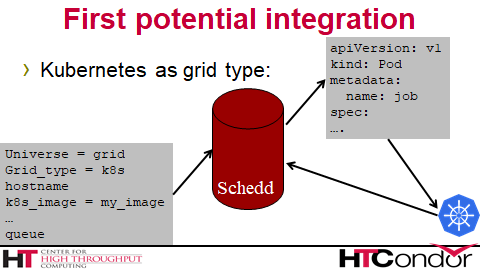 First potential integration
› Kubernetes as grid type:
apiVersion: v1
kind: Pod
metadata:
  name: job
spec:
….
Schedd
Universe = grid
Grid_type = k8s
hostname
k8s_image = my_image
…
queue
HT
CENTER FOR
HIGH THROUGHPUT
COMPUTING
HTCondor